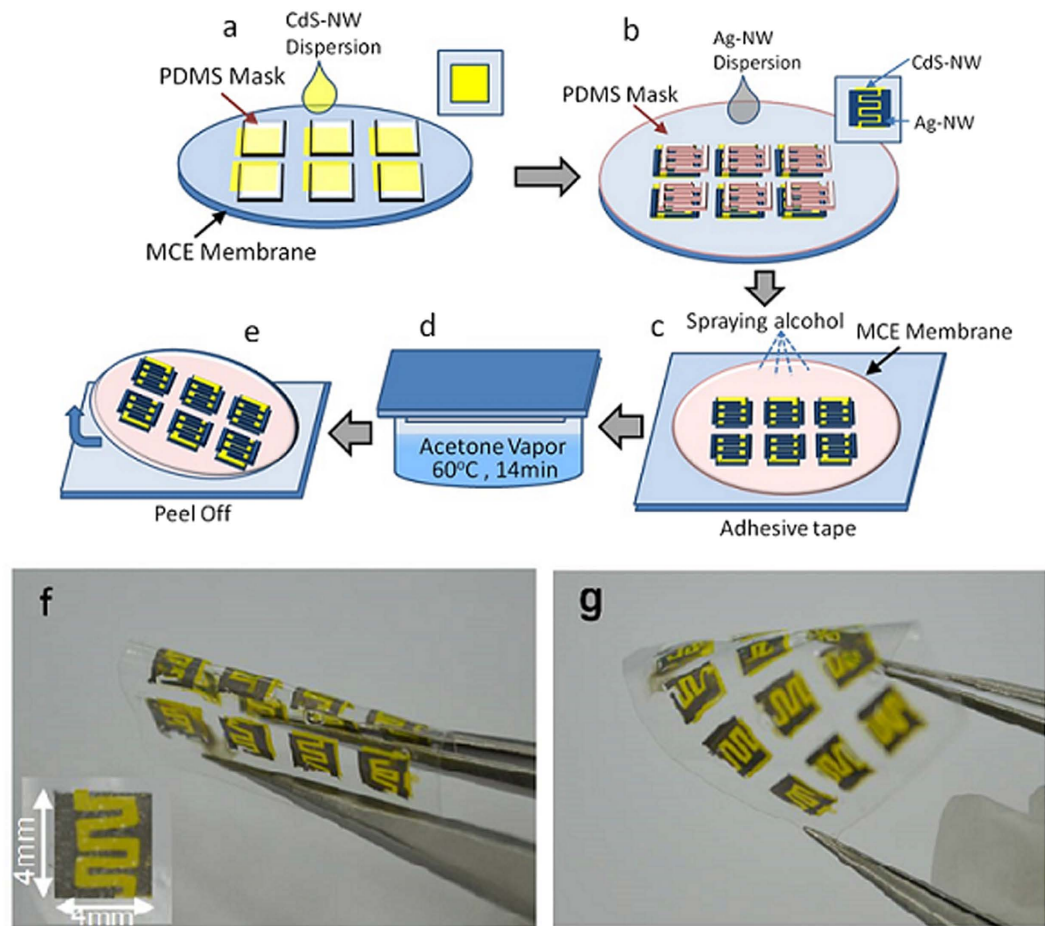 a
CdS-NW
Dispersion
PDMS Mask
MCE Membrane
b
Ag-NW
Dispersion
CdS-NW
PDMS Mask
Ag-NW
c
Spraying alcohol
MCE Membrane
Adhesive tape
d
Acetone Vapor
60°C , 14min
e
Peel Off
f
4mm
4mm
g